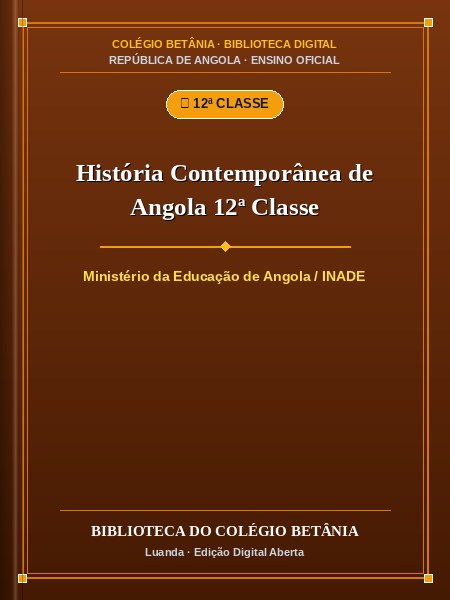 COLÉGIO BETÂNIA · BIBLIOTECA DIGITAL
REPÚBLICA DE ANGOLA · ENSINO OFICIAL
12ª CLASSE
História Contemporânea de
Angola 12ª Classe
Ministério da Educação de Angola / INADE
BIBLIOTECA DO COLÉGIO BETÂNIA
Luanda · Edição Digital Aberta